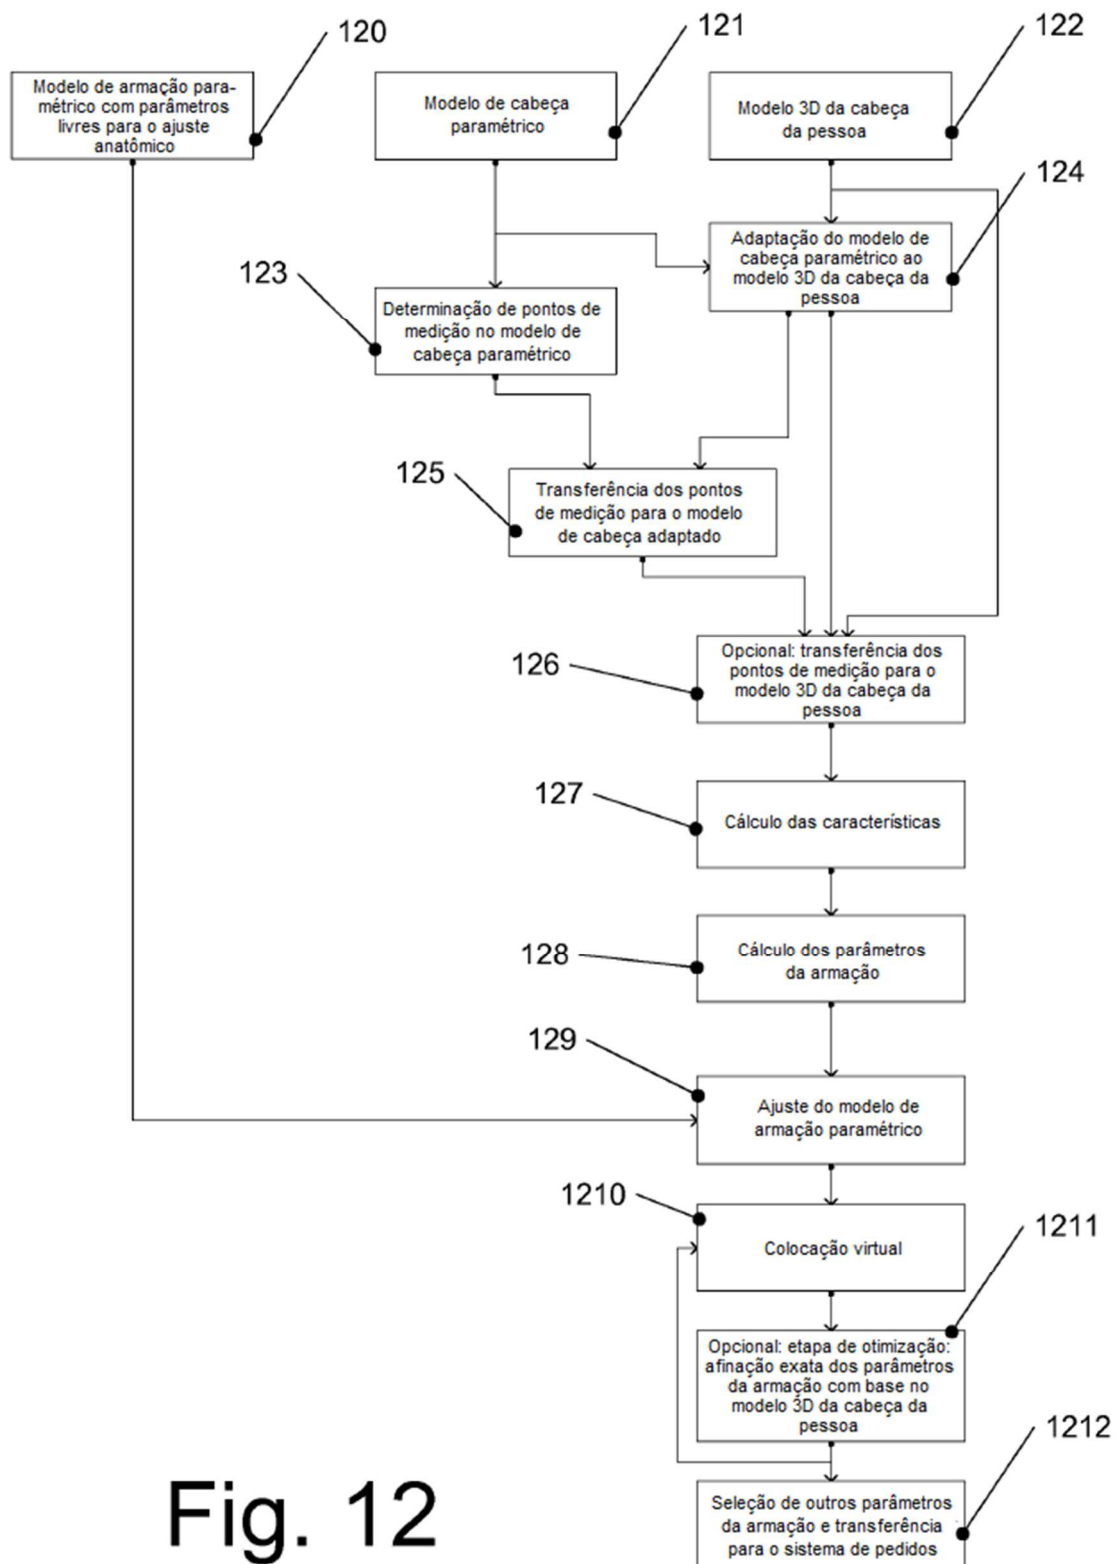 120
121
122
Modelo de armação para-
métrico com parâmetros
livres para o ajuste
anatômico
Modelo de cabeça
paramétrico
Modelo 3D da cabeça
da pessoa
124
Adaptação do modelo de
cabeça paramétrico ao
modelo 3D da cabeça da
pessoa
123
Determinação de pontos de
medição no modelo de
cabeça paramétrico
125
Transferência dos pontos
de medição para o modelo
de cabeça adaptado
126
Opcional: transferência dos
pontos de medição para o
modelo 3D da cabeça da
pessoa
127
Cálculo das características
128
Cálculo dos parâmetros
da armação
129
Ajuste do modelo de
armação paramétrico
1210
Colocação virtual
1211
Opcional: etapa de otimização:
afinação exata dos parâmetros
da armação com base no
modelo 3D da cabeça da
pessoa
1212
Seleção de outros parâmetros
da armação e transferência
para o sistema de pedidos
Fig. 12